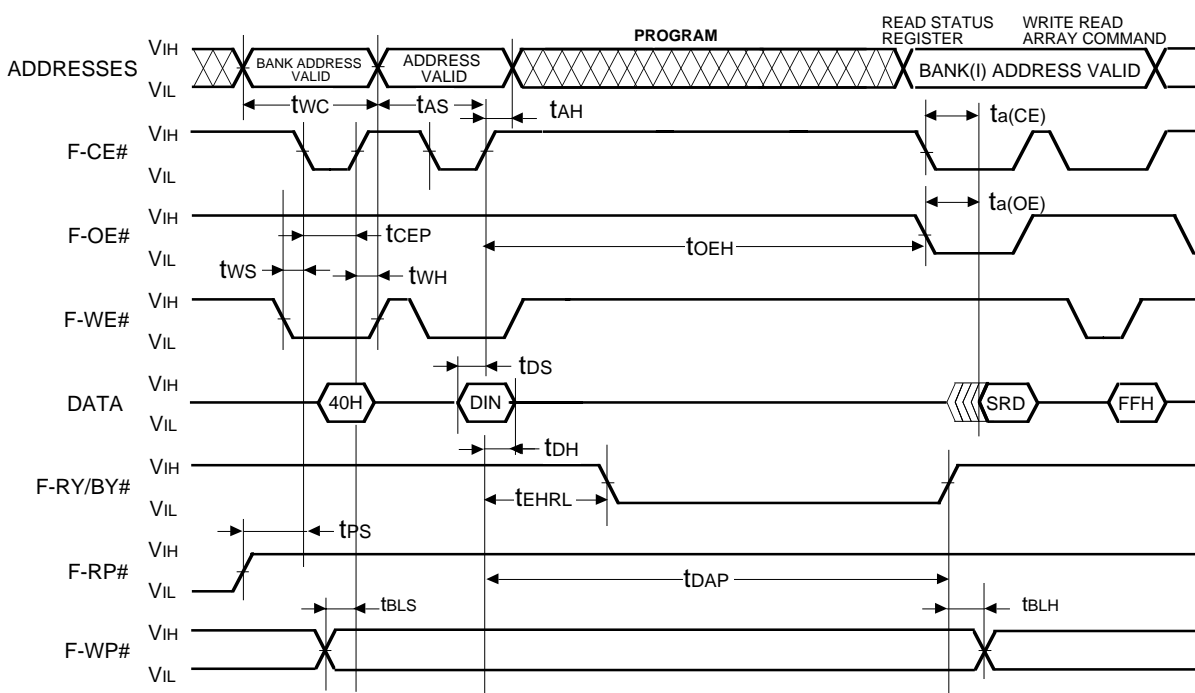 PROGRAM
READ STATUS REGISTER
WRITE READ ARRAY COMMAND
ADDRESSES
VIH
VIL
BANK ADDRESS VALID
ADDRESS VALID
BANK(I) ADDRESS VALID
tWC
tAS
tAH
ta(CE)
F-CE#
VIH
VIL
ta(OE)
F-OE#
VIH
VIL
tCEP
tOEH
tWS
tWH
F-WE#
VIH
VIL
tDS
DATA
VIH
VIL
40H
DIN
SRD
FFH
tDH
F-RY/BY#
VIH
VIL
tEHRL
tPS
F-RP#
VIH
VIL
tDAP
tBLS
tBLH
F-WP#
VIH
VIL